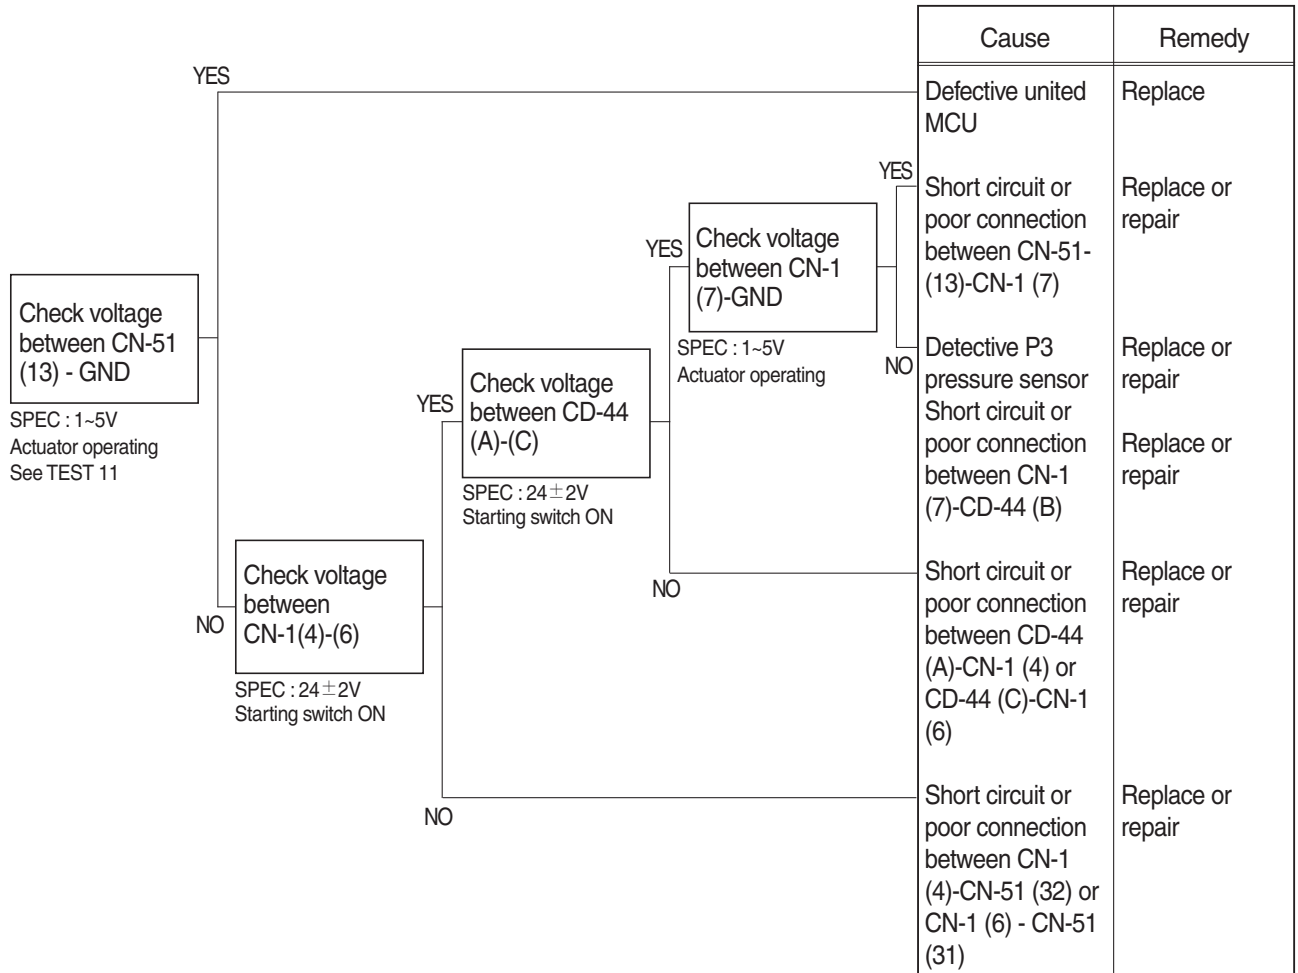 Cause
Remedy
YES
Defective united
MCU
Replace
YES
Short circuit or
poor connection
between CN-51-
(13)-CN-1 (7)
Replace or
repair
YES
Check voltage
between CN-1
(7)-GND
SPEC : 1~5V
Actuator operating
NO
Detective P3
pressure sensor
Short circuit or
poor connection
between CN-1
(7)-CD-44 (B)
Replace or
repair
Replace or
repair
Check voltage
between CN-51
(13) - GND
SPEC : 1~5V
Actuator operating
See TEST 11
YES
Check voltage
between CD-44
(A)-(C)
SPEC : 24±2V
Starting switch ON
NO
Check voltage
between
CN-1(4)-(6)
SPEC : 24±2V
Starting switch ON
NO
Short circuit or
poor connection
between CD-44
(A)-CN-1 (4) or
CD-44 (C)-CN-1
(6)
Replace or
repair
NO
Short circuit or
poor connection
between CN-1
(4)-CN-51 (32) or
CN-1 (6) - CN-51
(31)
Replace or
repair